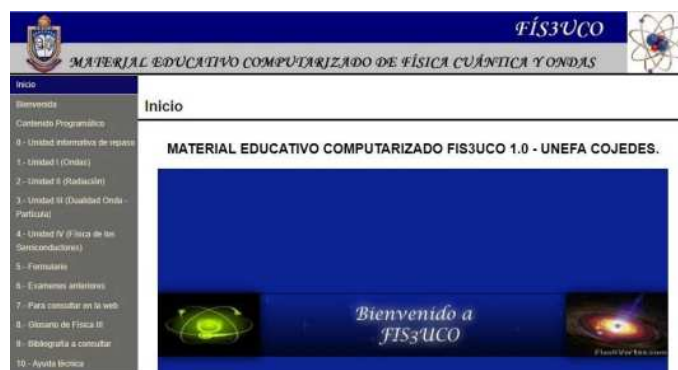 FÍS3UCO
MATERIAL EDUCATIVO COMPUTARIZADO DE FÍSICA CUÁNTICA Y ONDAS
Inicio
Bienvenida
Contenido Programático
0 - Unidad informativa de repaso
1.- Unidad I (Ondas)
2.- Unidad II (Radiación)
3.- Unidad III (Dualidad Onda -
Partícula)
4.- Unidad IV (Física de los
Semiconductores)
5.- Formulario
6.- Examenes anteriores
7.- Para consultar en la web
8.- Glosario de Física III
9.- Bibliografía a consultar
10.- Ayuda técnica
Inicio
MATERIAL EDUCATIVO COMPUTARIZADO FIS3UCO 1.0 - UNEFA COJEDES.
Bienvenido a
FIS3UCO
FlashVortex.com